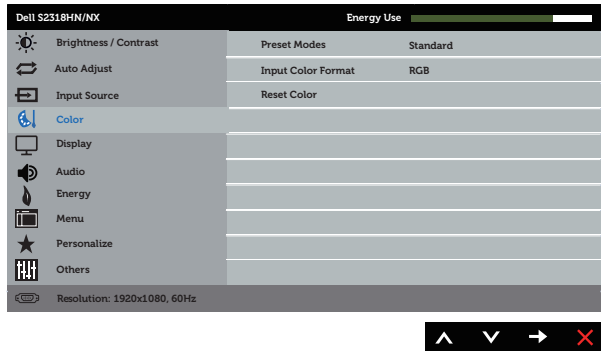 Dell S2318HN/NX Energy Use
Brightness / Contrast Preset Modes Standard
Auto Adjust Input Color Format RGB
Input Source Reset Color
Color
Display
Audio
Energy
Menu
Personalize
Others
Resolution: 1920x1080, 60Hz